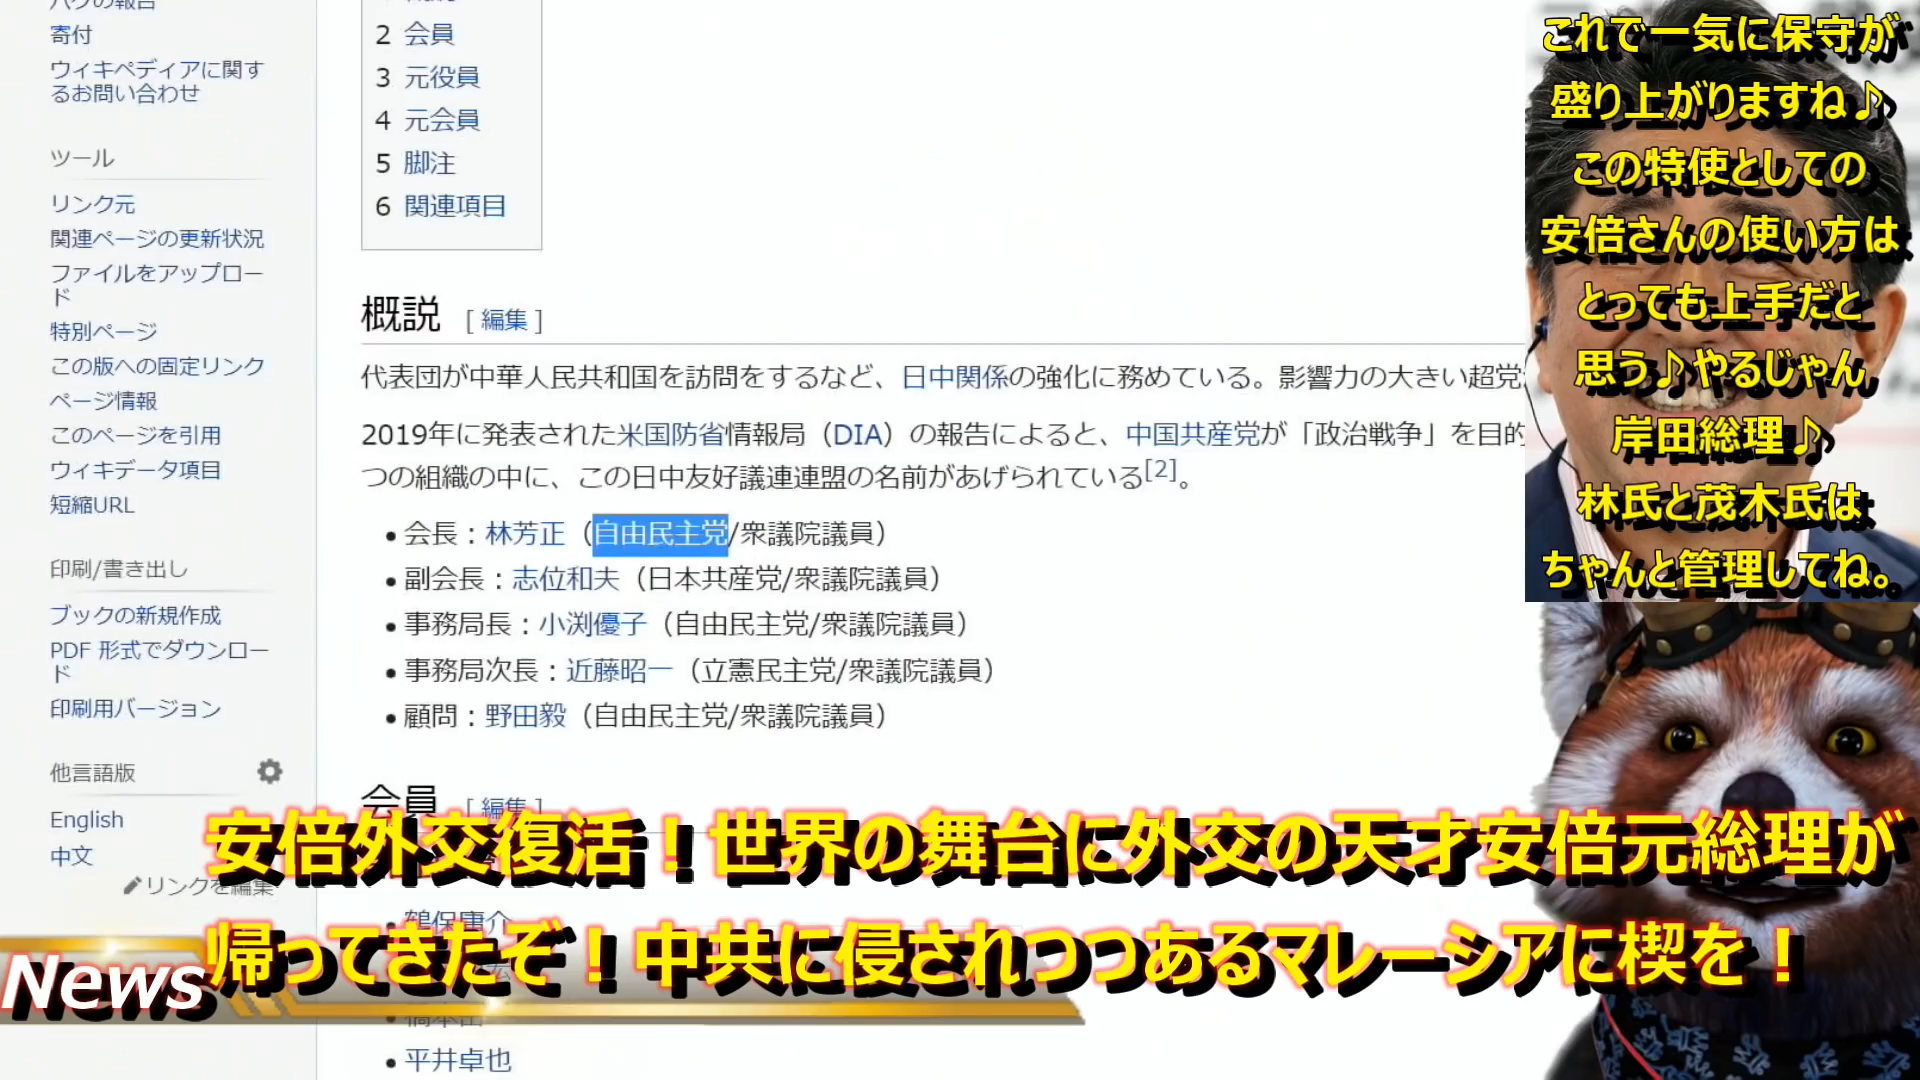 バグの報告
寄付
ウィキペディアに関す
るお問い合わせ
ツール
リンク元
関連ページの更新状況
ファイルをアップロー
ド
特別ページ
この版への固定リンク
ページ情報
このページを引用
ウィキデータ項目
短縮URL
印刷/書き出し
ブックの新規作成
PDF 形式でダウンロー
ド
印刷用バージョン
他言語版
English
中文
リンクを編集
2 会員
3 元役員
4 元会員
5 脚注
6 関連項目
概説 [ 編集 ]
代表団が中華人民共和国を訪問をするなど、日中関係の強化に務めている。影響力の大きい超党
2019年に発表された米国防省情報局（DIA）の報告によると、中国共産党が「政治戦争」を目的
つの組織の中に、この日中友好議連連盟の名前があげられている[2]。
• 会長：林芳正（自由民主党/衆議院議員）
• 副会長：志位和夫（日本共産党/衆議院議員）
• 事務局長：小渕優子（自由民主党/衆議院議員）
• 事務局次長：近藤昭一（立憲民主党/衆議院議員）
• 顧問：野田毅（自由民主党/衆議院議員）
会員 [ 編集 ]
• 鶴保庸介
• 平井卓也
これで一気に保守が
盛り上がりますね♪
この特使としての
安倍さんの使い方は
とっても上手だと
思う♪やるじゃん
岸田総理♪
林氏と茂木氏は
ちゃんと管理してね。
安倍外交復活！世界の舞台に外交の天才安倍元総理が
帰ってきたぞ！中共に侵されつつあるマレーシアに楔を！
News